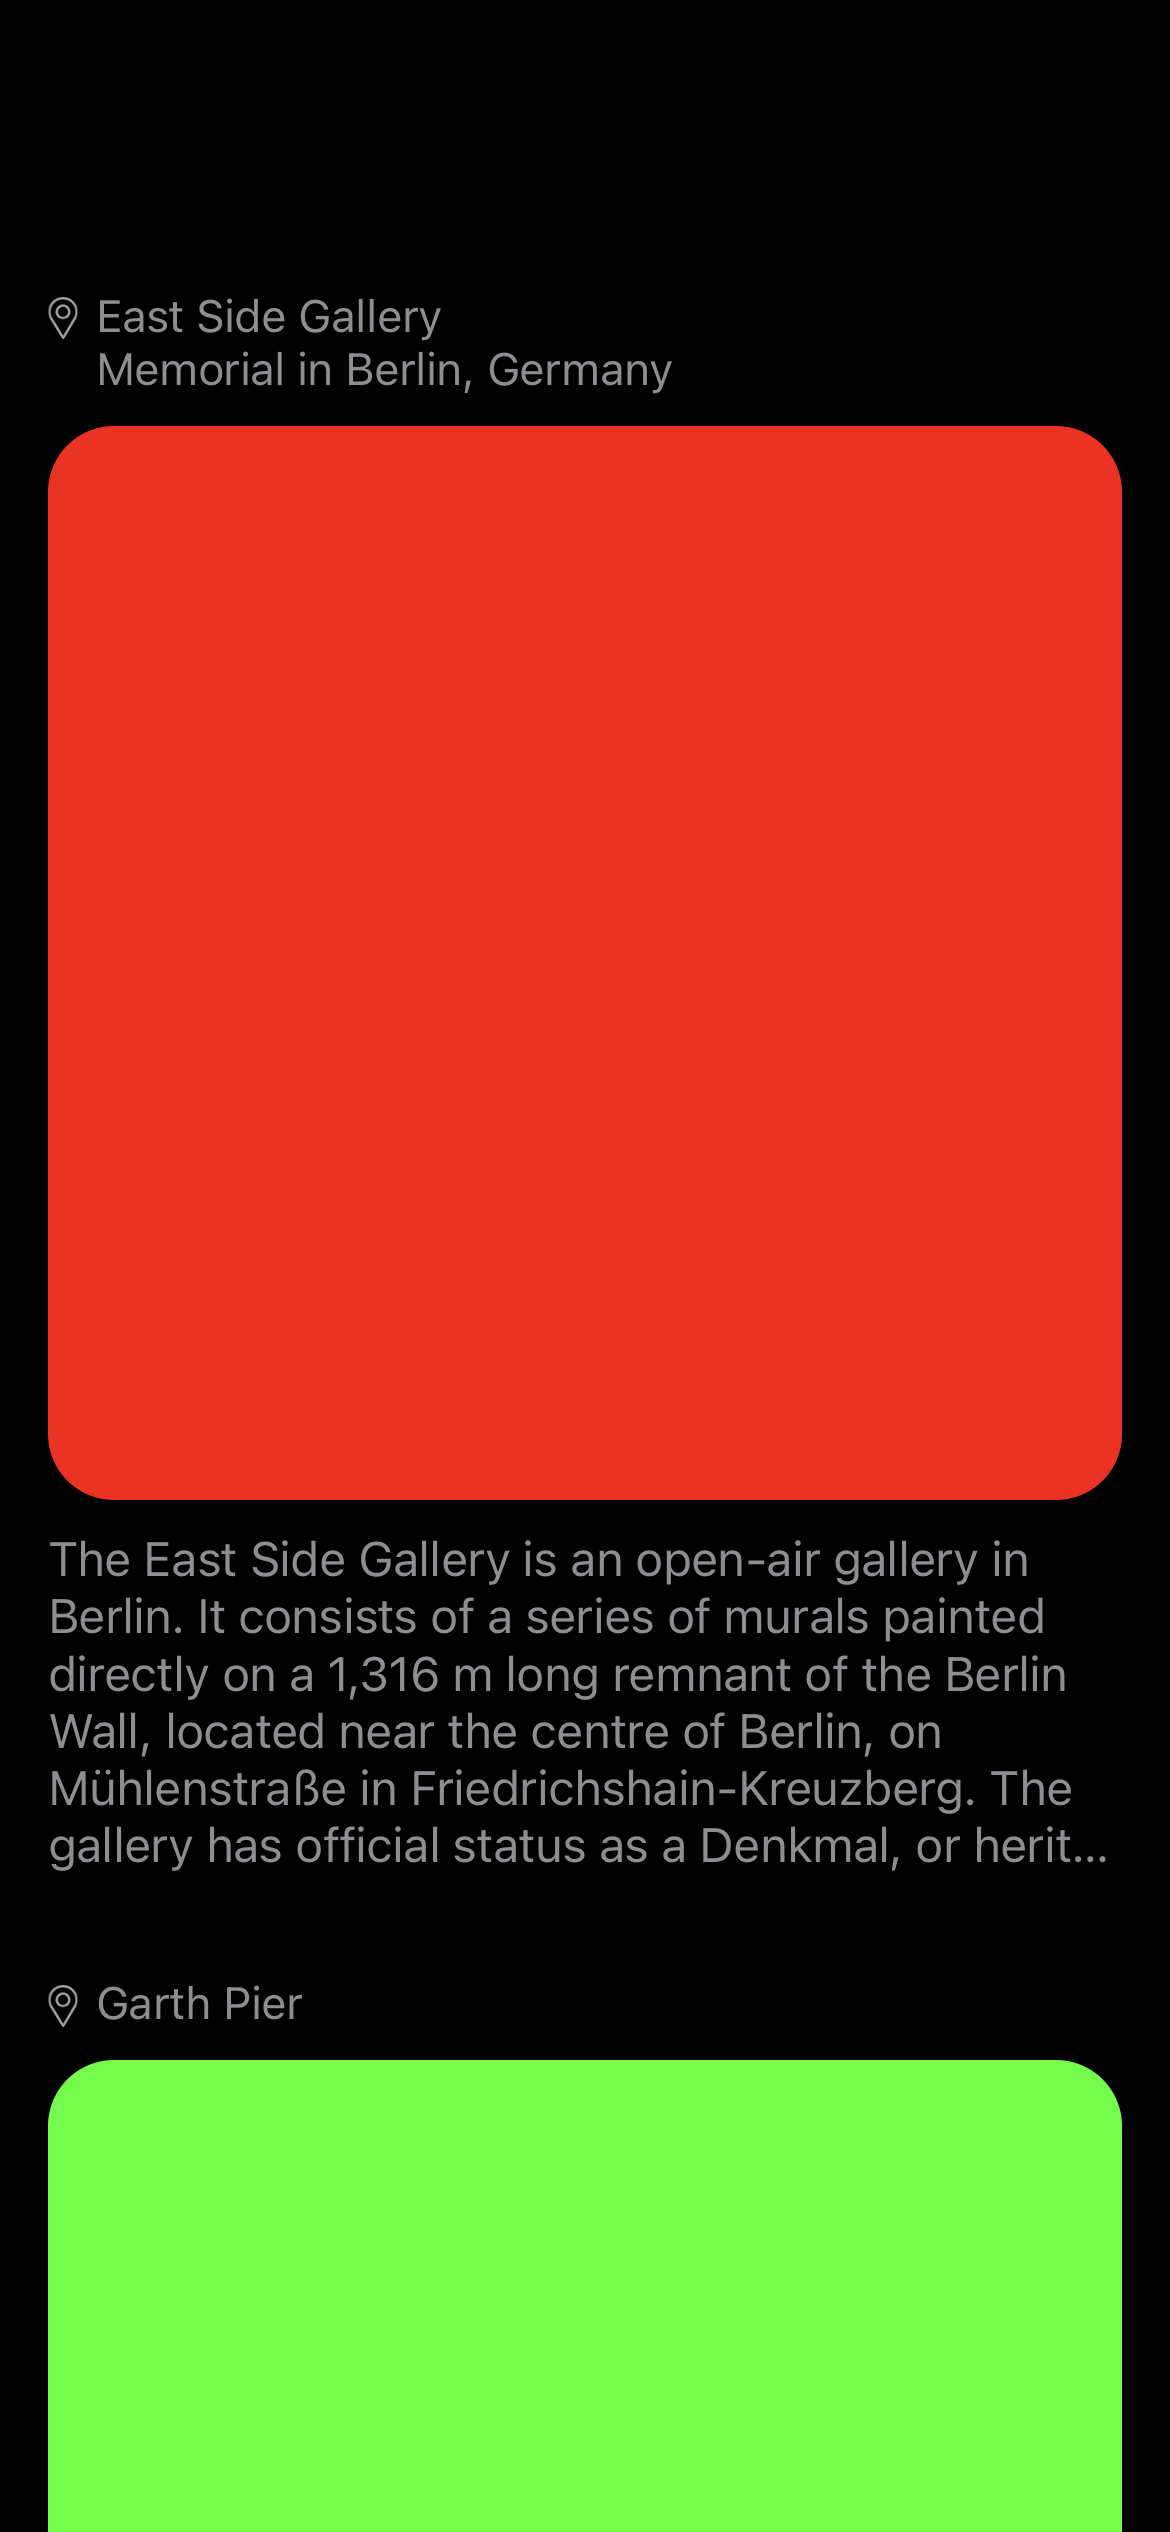 East Side Gallery
Memorial in Berlin, Germany
The East Side Gallery is an open-air gallery in
Berlin. It consists of a series of murals painted
directly on a 1,316 m long remnant of the Berlin
Wall, located near the centre of Berlin, on
Mühlenstraße in Friedrichshain-Kreuzberg. The
gallery has official status as a Denkmal, or herit...
Garth Pier